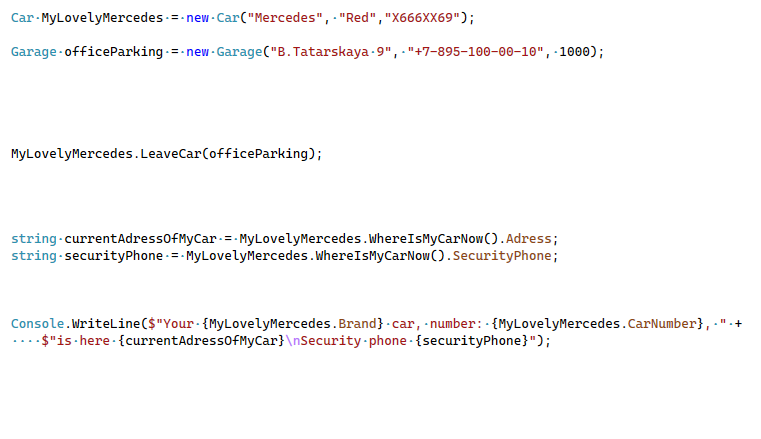 Car MyLovelyMercedes = new Car("Mercedes", "Red","X666XX69");
Garage officeParking = new Garage("B.Tatarskaya 9", "+7-895-100-00-10", 1000);
MyLovelyMercedes.LeaveCar(officeParking);
string currentAdressOfMyCar = MyLovelyMercedes.WhereIsMyCarNow().Adress;
string securityPhone = MyLovelyMercedes.WhereIsMyCarNow().SecurityPhone;
Console.WriteLine($"Your {MyLovelyMercedes.Brand} car, number: {MyLovelyMercedes.CarNumber}, " +
    $"is here {currentAdressOfMyCar}\nSecurity phone {securityPhone}");